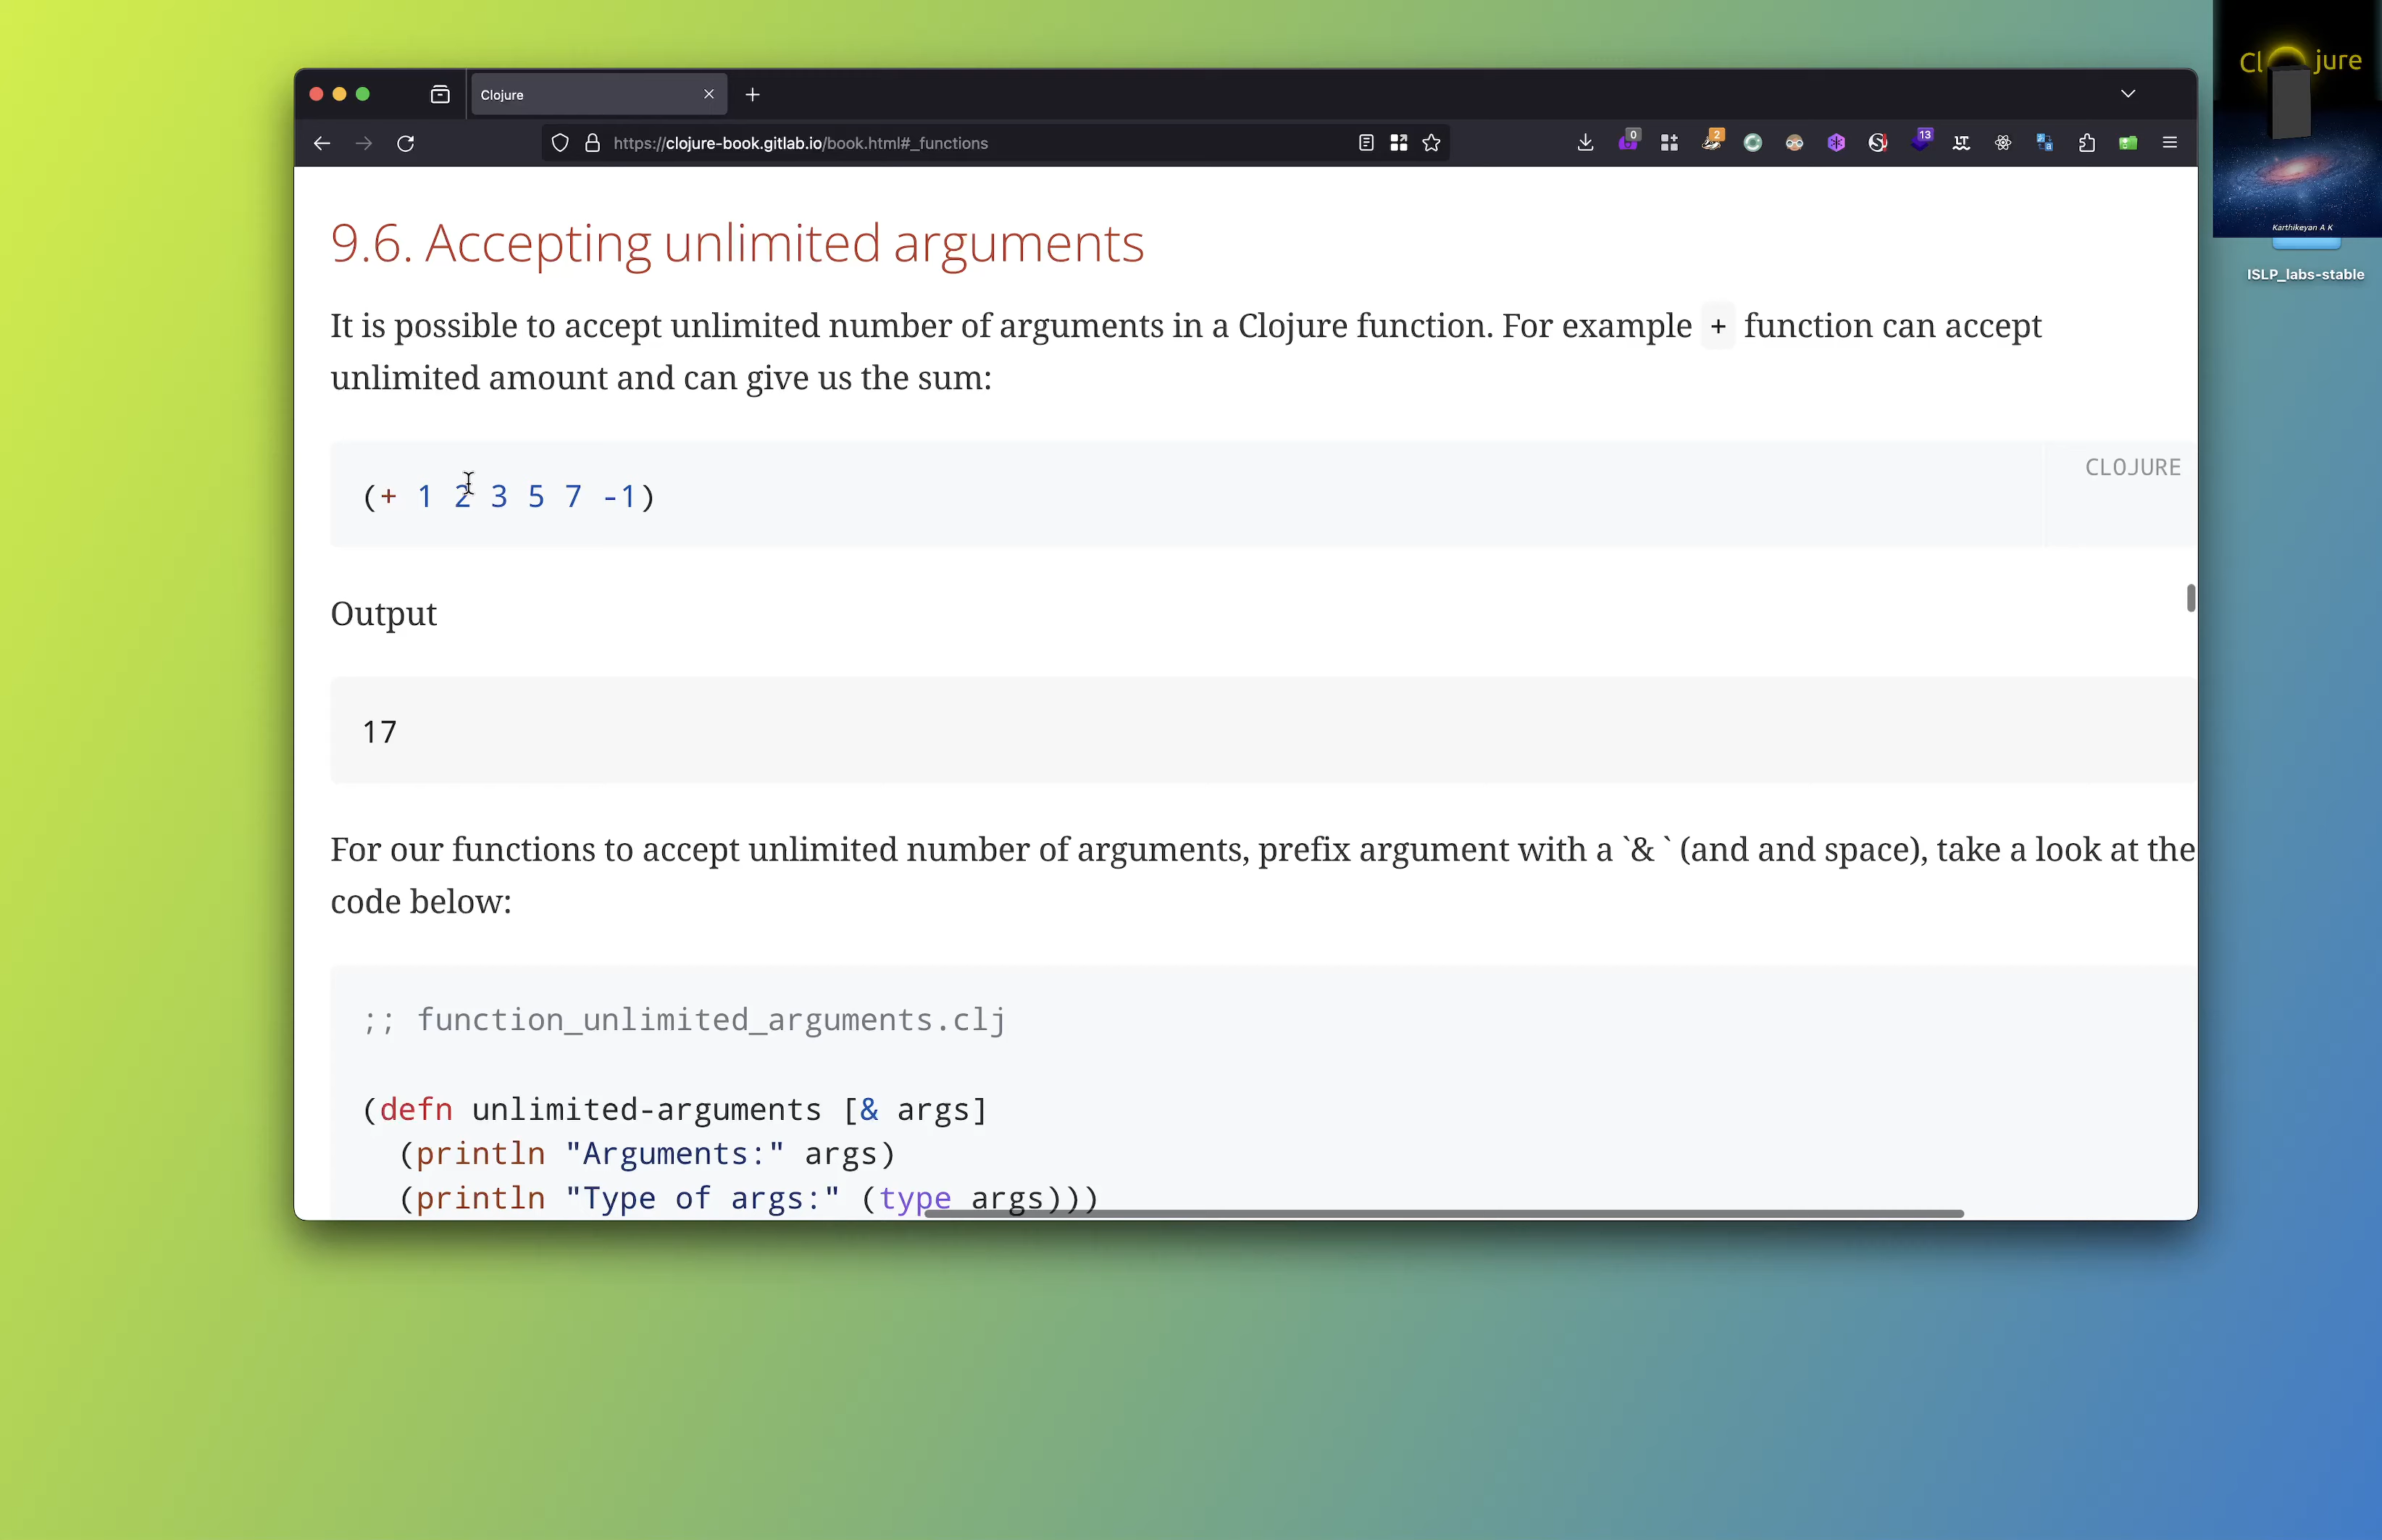 Clojure
https://clojure-book.gitlab.io/book.html#_functions
0
2
13
Cl jure
Karthikeyan A K
ISLP_labs-stable
9.6. Accepting unlimited arguments
It is possible to accept unlimited number of arguments in a Clojure function. For example + function can accept
unlimited amount and can give us the sum:
CLOJURE
(+ 1 2 3 5 7 -1)
Output
17
For our functions to accept unlimited number of arguments, prefix argument with a `& ` (and and space), take a look at the
code below:
;; function_unlimited_arguments.clj
(defn unlimited-arguments [& args]
(println "Arguments:" args)
(println "Type of args:" (type args)))